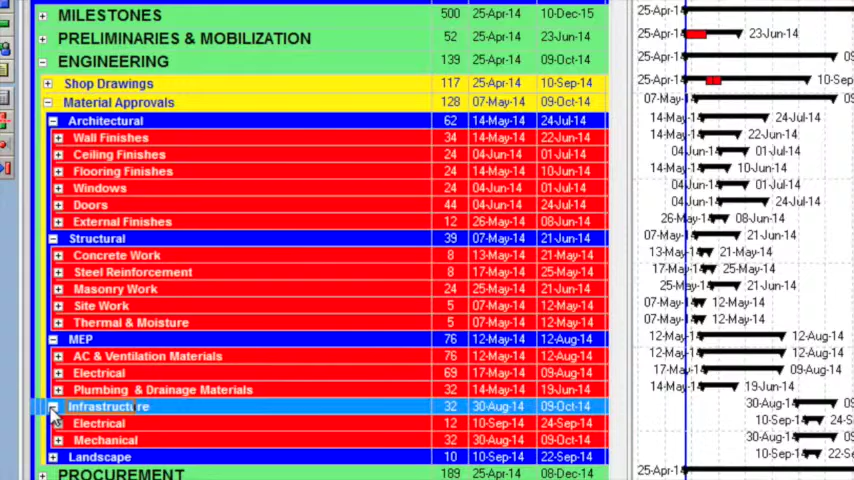 MILESTONES 500 25-Apr-14 10-Dec-15 25-Apr-14
PRELIMINARIES & MOBILIZATION 52 25-Apr-14 23-Jun-14 25-Apr-14 23-Jun-14
ENGINEERING 139 25-Apr-14 09-Oct-14 25-Apr-14 09
Shop Drawings 117 25-Apr-14 10-Sep-14 25-Apr-14 10-Sep
Material Approvals 128 07-May-14 09-Oct-14 07-May- 09
Architectural 62 14-May-14 24-Jul-14 14-May-14 24-Jul-14
Wall Finishes 34 14-May-14 22-Jun-14 14-May-14 22-Jun-14
Ceiling Finishes 24 04-Jun-14 01-Jul-14 04-Jun-14 01-Jul-14
Flooring Finishes 24 14-May-14 10-Jun-14 14-May-14 10-Jun-14
Windows 24 04-Jun-14 01-Jul-14 04-Jun-14 01-Jul-14
Doors 44 04-Jun-14 24-Jul-14 04-Jun-14 24-Jul-14
External Finishes 12 26-May-14 08-Jun-14 26-May-14 08-Jun-14
Structural 39 07-May-14 21-Jun-14 07-May-14 21-Jun-14
Concrete Work 8 13-May-14 21-May-14 13-May-14 21-May-14
Steel Reinforcement 8 17-May-14 25-May-14 17-May-14 25-May-14
Masonry Work 24 25-May-14 21-Jun-14 25-May-14 21-Jun-14
Site Work 5 07-May-14 12-May-14 07-May-14 12-May-14
Thermal & Moisture 5 07-May-14 12-May-14 07-May-14 12-May-14
MEP 76 12-May-14 12-Aug-14 12-May-14 12-Aug-14
AC & Ventilation Materials 76 12-May-14 12-Aug-14 12-May-14 12-Aug-14
Electrical 69 17-May-14 09-Aug-14 17-May-14 09-Aug-14
Plumbing & Drainage Materials 32 14-May-14 19-Jun-14 14-May-14 19-Jun-14
Infrastructure 32 30-Aug-14 09-Oct-14 30-Aug-14 09
Electrical 12 10-Sep-14 24-Sep-14 10-Sep-14 24-S
Mechanical 32 30-Aug-14 09-Oct-14 30-Aug-14 09
Landscape 10 10-Sep-14 22-Sep-14 10-Sep-14 22-Se
PROCUREMENT 189 25-Apr-14 08-Dec-14 25-Apr-14